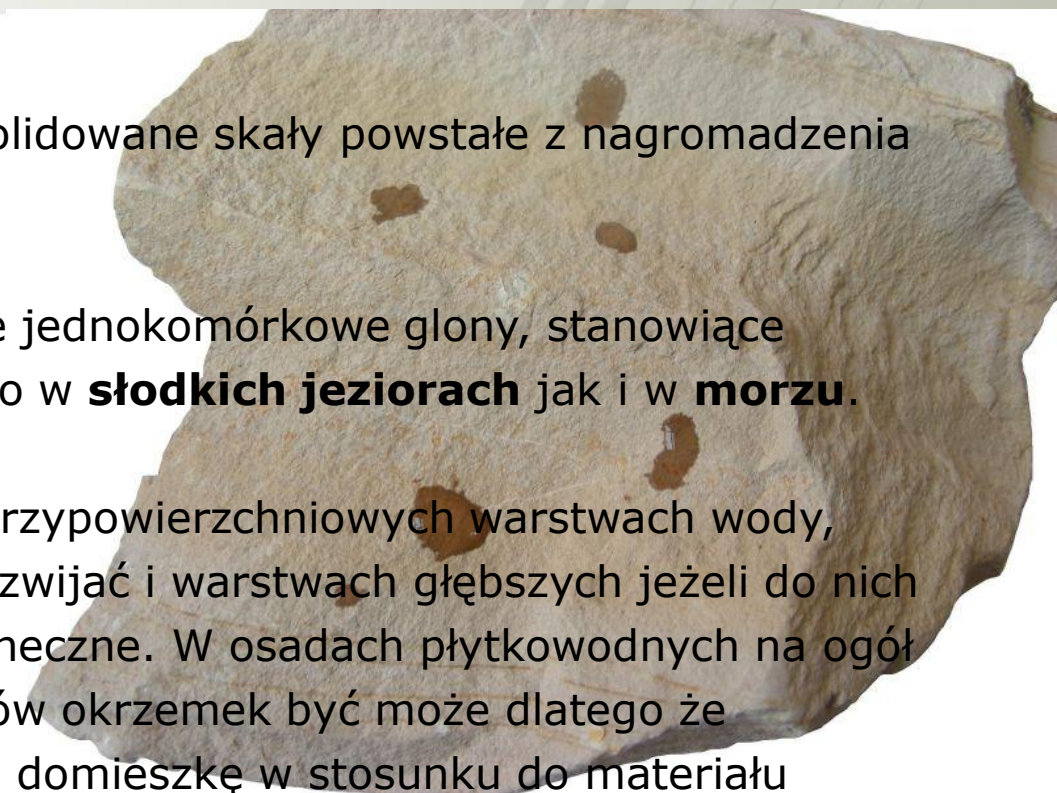 olidowane skały powstałe z nagromadzenia
e jednokomórkowe glony, stanowiące
o w słodkich jeziorach jak i w morzu.
rzypowierzchniowych warstwach wody,
zwijać i warstwach głębszych jeżeli do nich
neczne. W osadach płytkowodnych na ogół
ów okrzemek być może dlatego że
domieszkę w stosunku do materiału